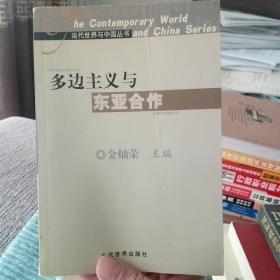 The Contemporary World
and China Series
当代世界与中国丛书
多边主义与
东亚合作
◎金灿荣 主编
当代世界出版社